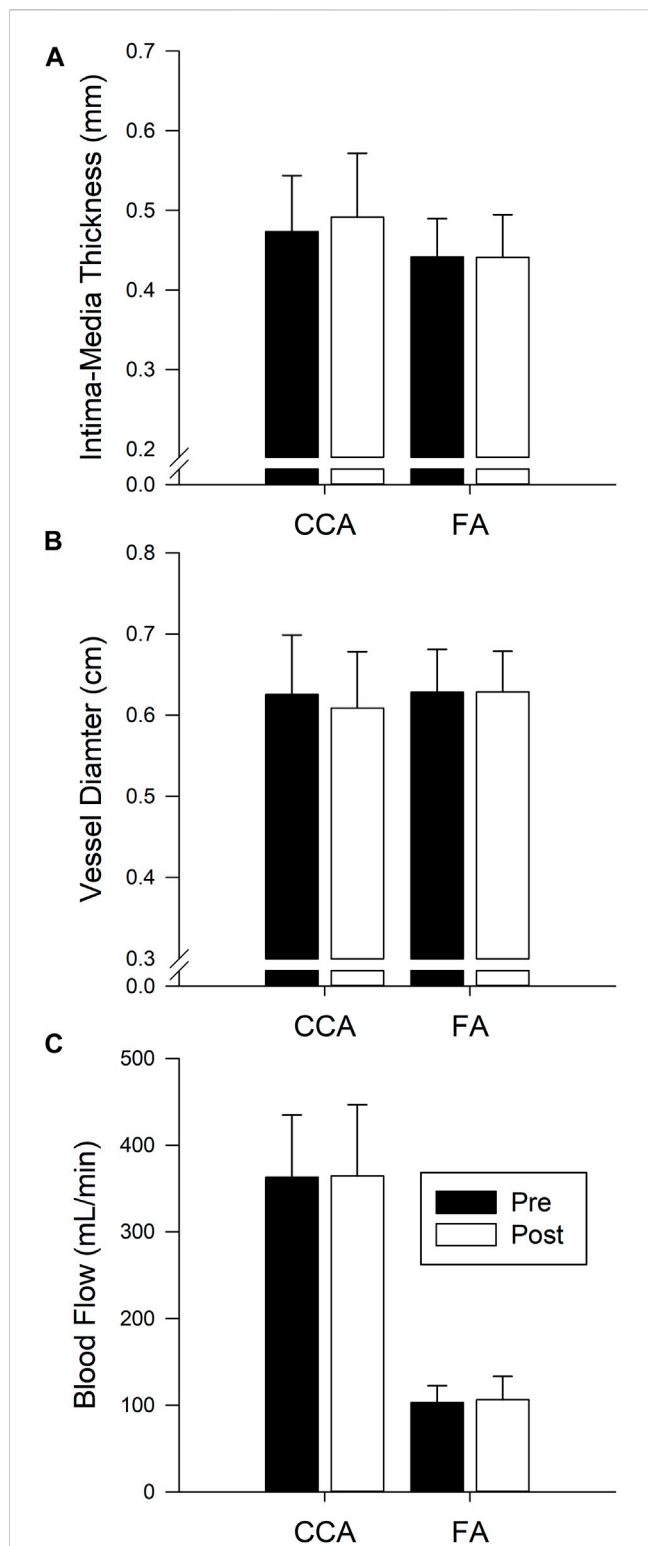 A
Intima-Media Thickness (mm)
0.7
0.6
0.5
0.4
0.3
0.2
0.0
CCA FA
B
Vessel Diamter (cm)
0.8
0.7
0.6
0.5
0.4
0.3
0.0
CCA FA
C
Blood Flow (mL/min)
500
400
300
200
100
0
Pre
Post
CCA FA